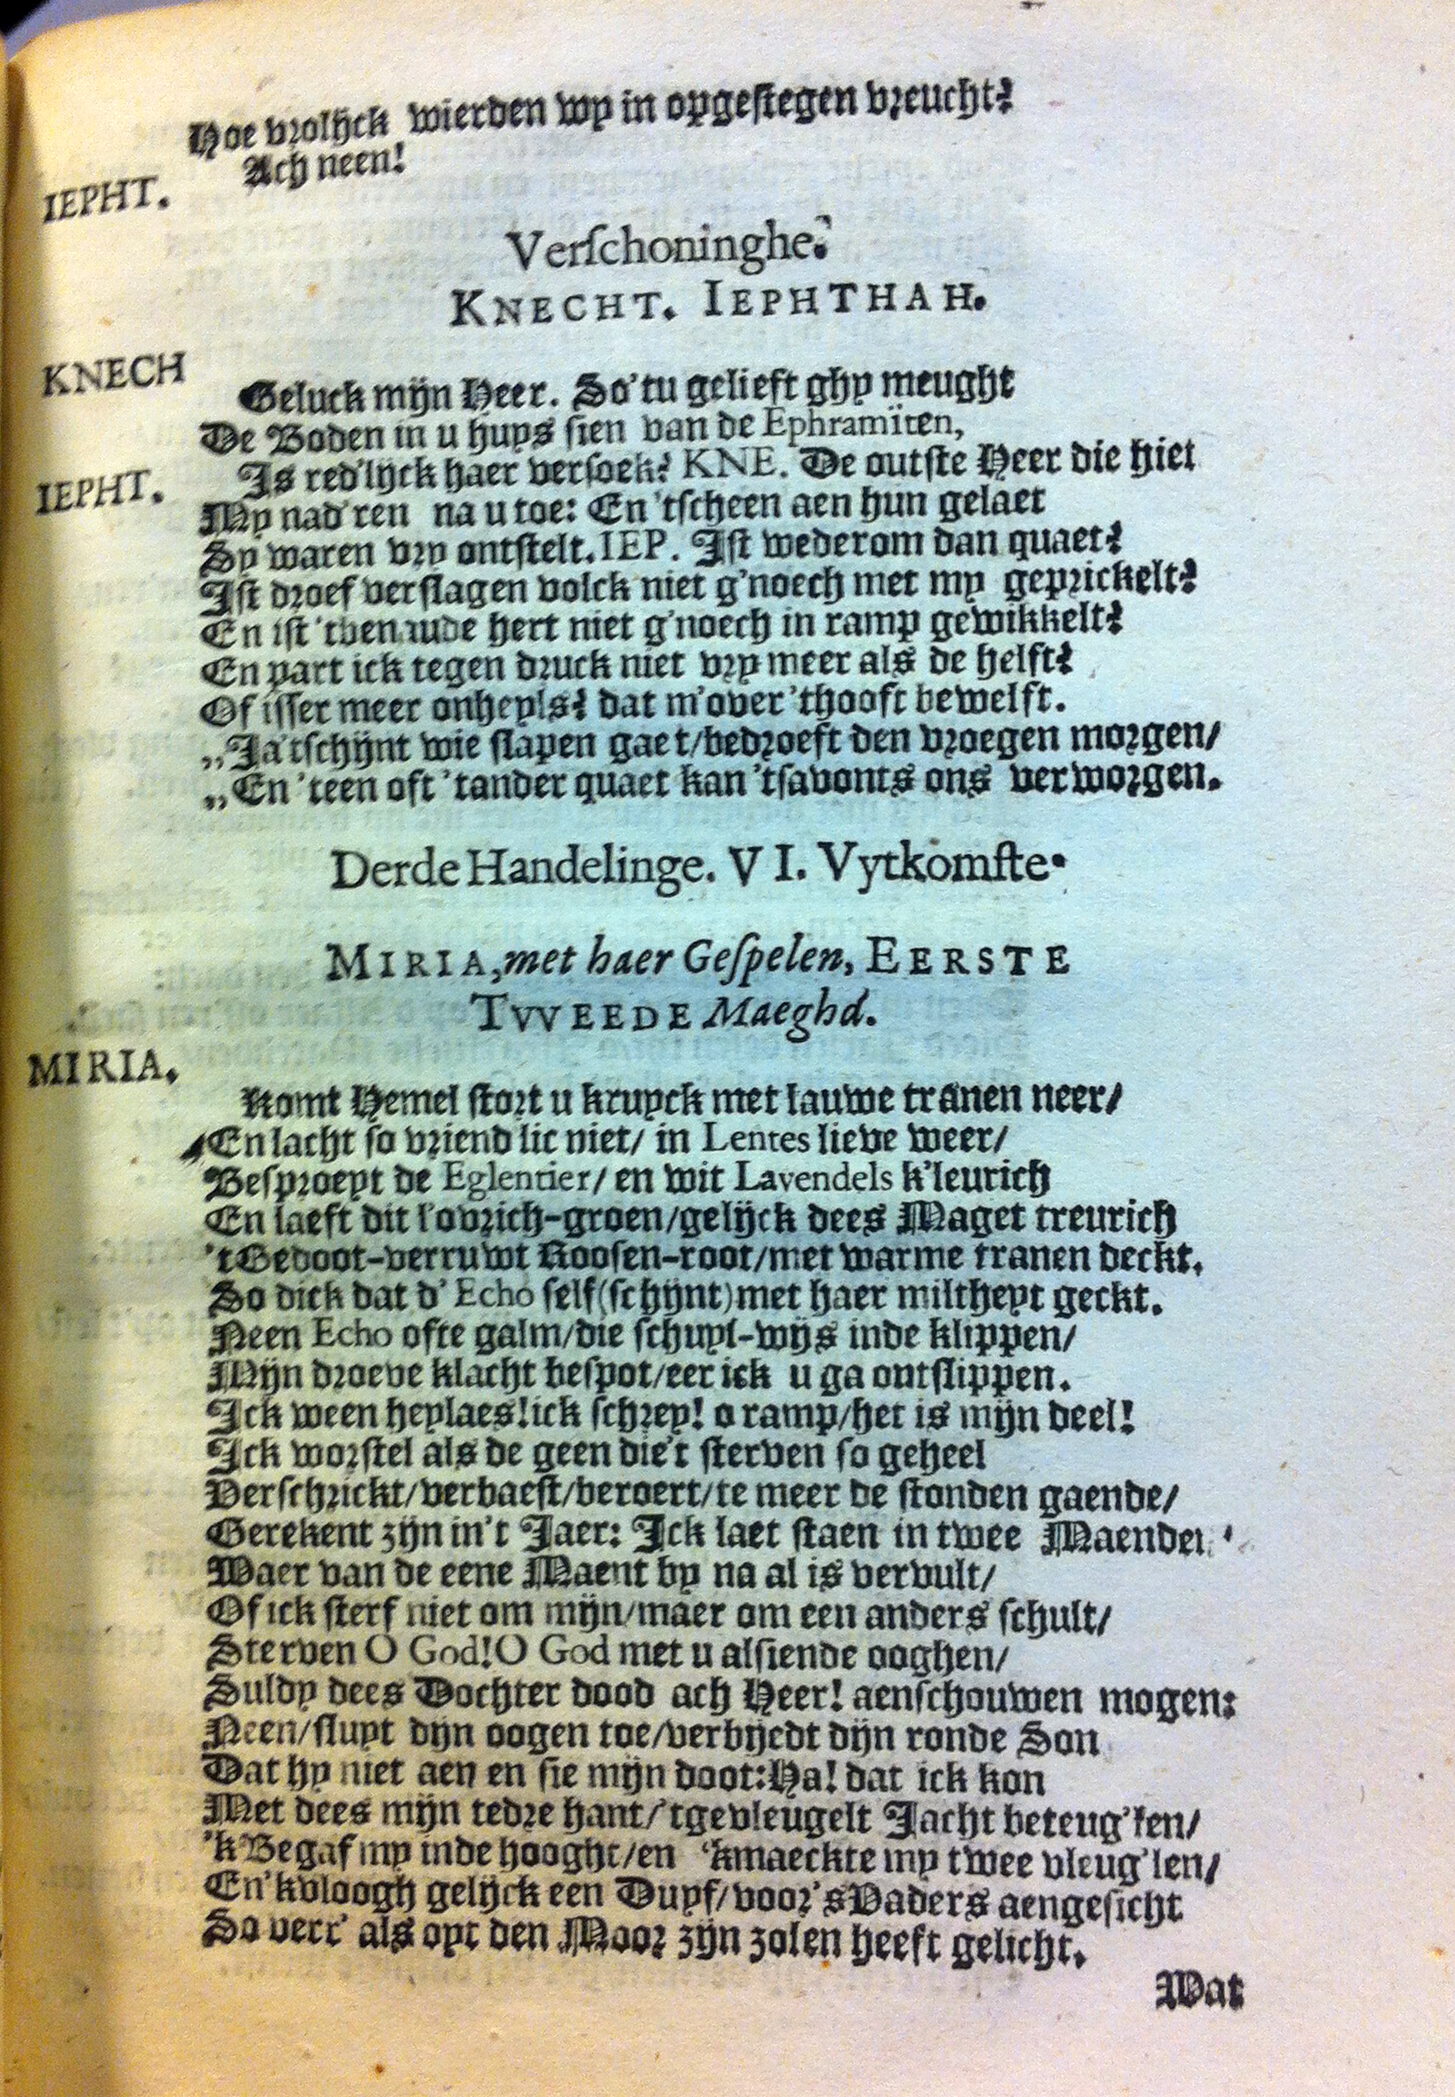 Hoe vrolijck wierden wy in opgestegen vreucht?
IEPHT. Ach neen!
Verſchoninghe.
KNECHT. IEPHTHAH.
KNECH Geluck mijn Heer. So'tu gelieft ghy meught
De Boden in u huys ſien van de Ephramiten,
IEPHT. Is red'lijck haer verſoek? KNE. De outſte Heer die hiet
My nad'ren na u toe: En 'tſcheen aen hun gelaet
Sy waren vry ontſtelt. IEP. Iſt wederom dan quaet?
Iſt droef verſlagen volck niet g'noech met my geprickelt?
En iſt 'tbenaude hert niet g'noech in ramp gewikkelt?
En part ick tegen druck niet vry meer als de helft?
Of iſſer meer onheyls? dat m'over 'thooft bewelft.
„Ja'tſchijnt wie ſlapen gaet/bedroeft den vroegen morgen/
„En 'teen oft 'tander quaet kan 'tſavonts ons verworgen.
Derde Handelinge. VI. Vytkomſte.
MIRIA, met haer Geſpelen, EERSTE
TVVEEDE Maeghd.
MIRIA. Komt Hemel ſtort u kruyck met lauwe tranen neer/
En lacht ſo vriendlic niet/ in Lentes lieve weer/
Beſproeyt de Eglentier/ en wit Lavendels k'leurich
En laeft dit l'ovrich-groen/gelijck dees Maget treurich
't Gedoot-verruwt Rooſen-root/met warme tranen deckt.
So dick dat d' Echo ſelf(ſchijnt)met haer miltheyt geckt.
Neen Echo ofte galm/die ſchuyl-wijs inde klippen/
Mijn droeve klacht beſpot/eer ick u ga ontſlippen.
Ick ween heylaes!ick ſchrey! o ramp/het is mijn deel!
Ick worſtel als de geen die't ſterven ſo geheel
Verſchrickt/verbaeſt/beroert/te meer de ſtonden gaende/
Gerekent zijn in't Jaer: Ick laet ſtaen in twee Maenden
Waer van de eene Maent by na al is vervult/
Of ick ſterf niet om mijn/maer om een anders ſchult/
Sterven O God!O God met u alſiende ooghen/
Suldy dees Dochter dood ach Heer! aenſchouwen mogen:
Neen/ſluyt dijn oogen toe/verbijedt dijn ronde Son
Dat hy niet aen en ſie mijn doot:Ha! dat ick kon
Met dees mijn tedre hant/'tgevleugelt Jacht beteug'len/
'k Begaf my inde hooght/en 'kmaeckte my twee vleug'len/
En'kvloogh gelijck een Duyf/voor'sVaders aengeſicht
So verr' als oyt den Moor zijn zolen heeft gelicht.
Wat